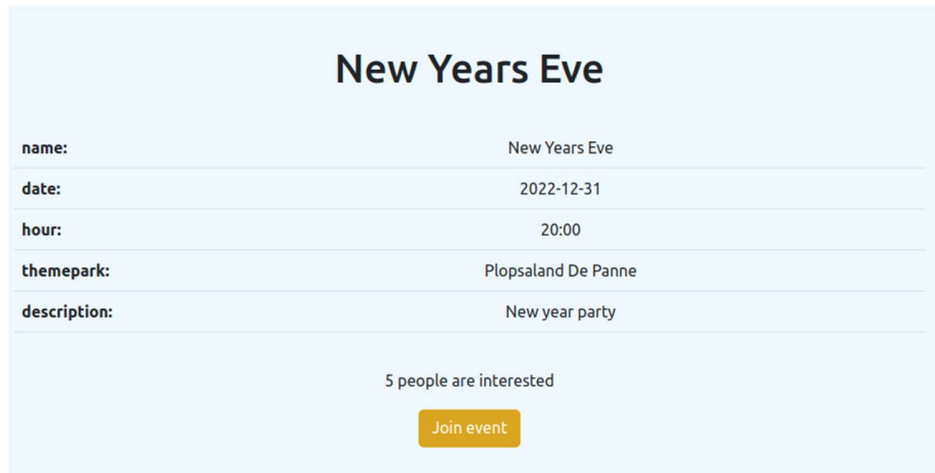 New Years Eve
name: New Years Eve
date: 2022-12-31
hour: 20:00
themepark: Plopsaland De Panne
description: New year party
5 people are interested
Join event